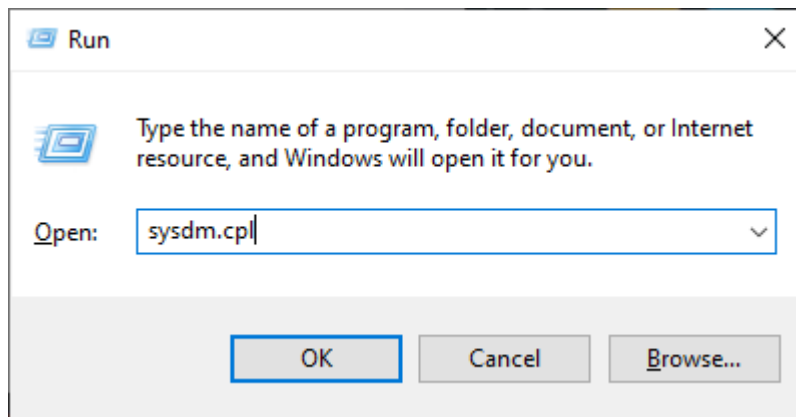 Run
Type the name of a program, folder, document, or Internet
resource, and Windows will open it for you.
Open: sysdm.cpl
OK Cancel Browse...